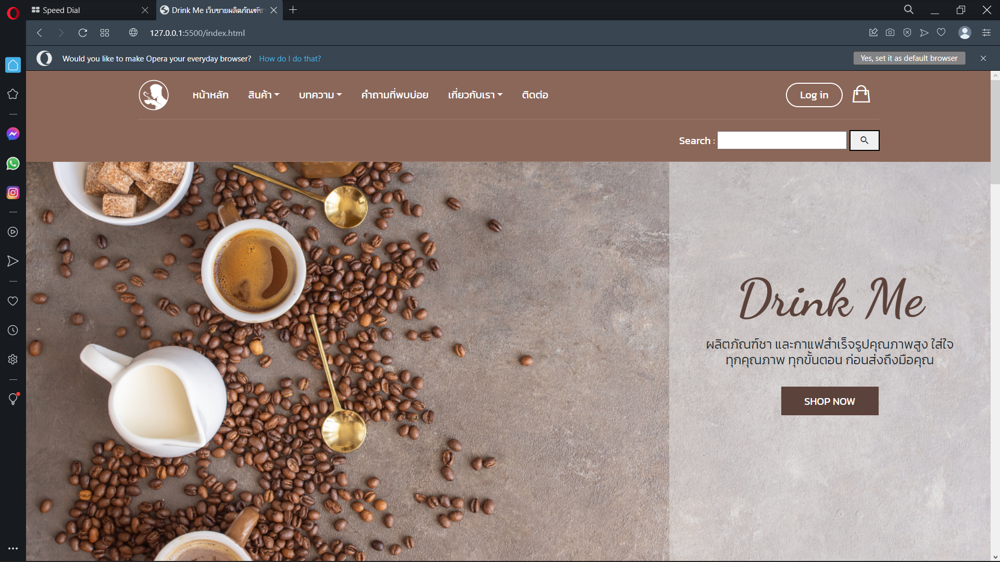 Speed Dial
Drink Me เว็บขายผลิตภัณฑ์ช
127.0.0.1:5500/index.html
Would you like to make Opera your everyday browser? How do I do that?
Yes, set it as default browser
หน้าหลัก สินค้า บทความ คำถามที่พบบ่อย เกี่ยวกับเรา ติดต่อ
Log in
Search :
Drink Me
ผลิตภัณฑ์ชา และกาแฟสำเร็จรูปคุณภาพสูง ใส่ใจ
ทุกคุณภาพ ทุกขั้นตอน ก่อนส่งถึงมือคุณ
SHOP NOW